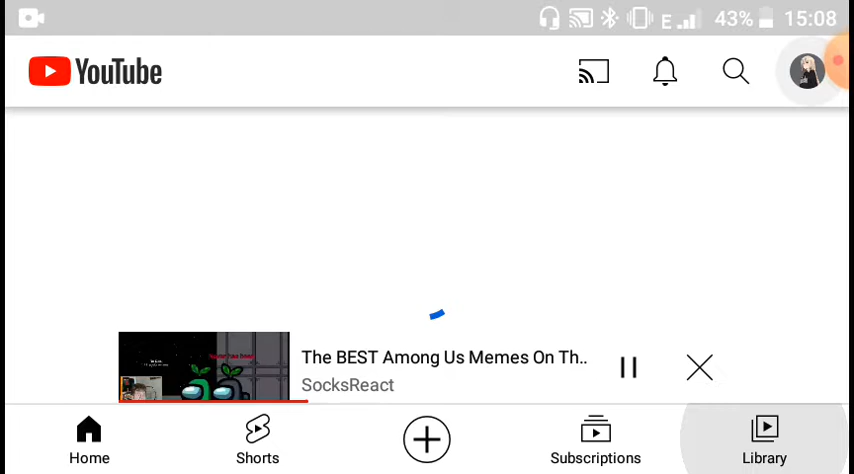 E 43% 15:08
YouTube
The BEST Among Us Memes On Th..
SocksReact
Home
Shorts
Subscriptions
Library